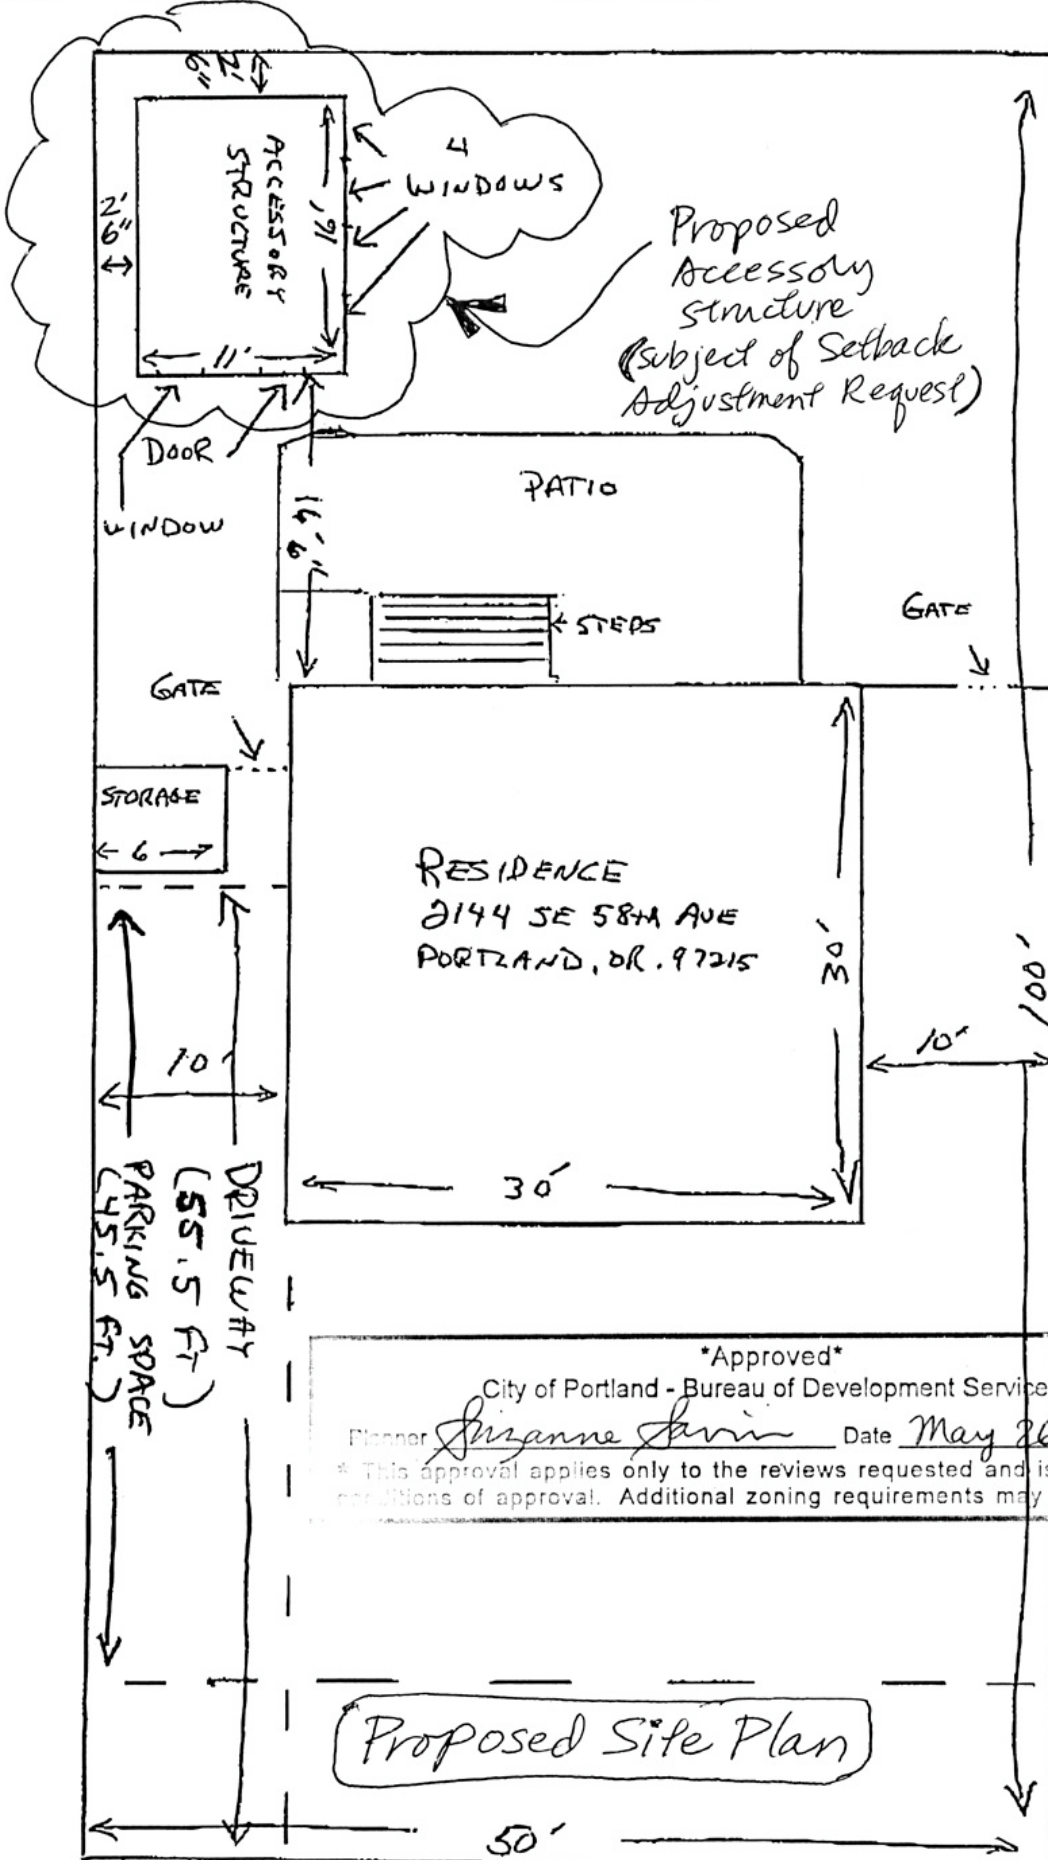 2'
6"
4
WINDOWS
ACCESSORY
STRUCTURE
16'
2'
6"
11'
Proposed
Accessory
structure
(subject of Setback
Adjustment Request)
DOOR
WINDOW
PATIO
16'6"
STEPS
GATE
GATE
STORAGE
6
RESIDENCE
2144 SE 58th AVE
PORTLAND, OR. 97215
30'
100'
10'
10'
30'
DRIVEWAY
(55.5 FT)
PARKING SPACE
(45.5 FT.)
*Approved*
City of Portland - Bureau of Development Service
Planner Suzanne Savin Date May 26
* This approval applies only to the reviews requested and is
conditions of approval. Additional zoning requirements may
Proposed Site Plan
50'